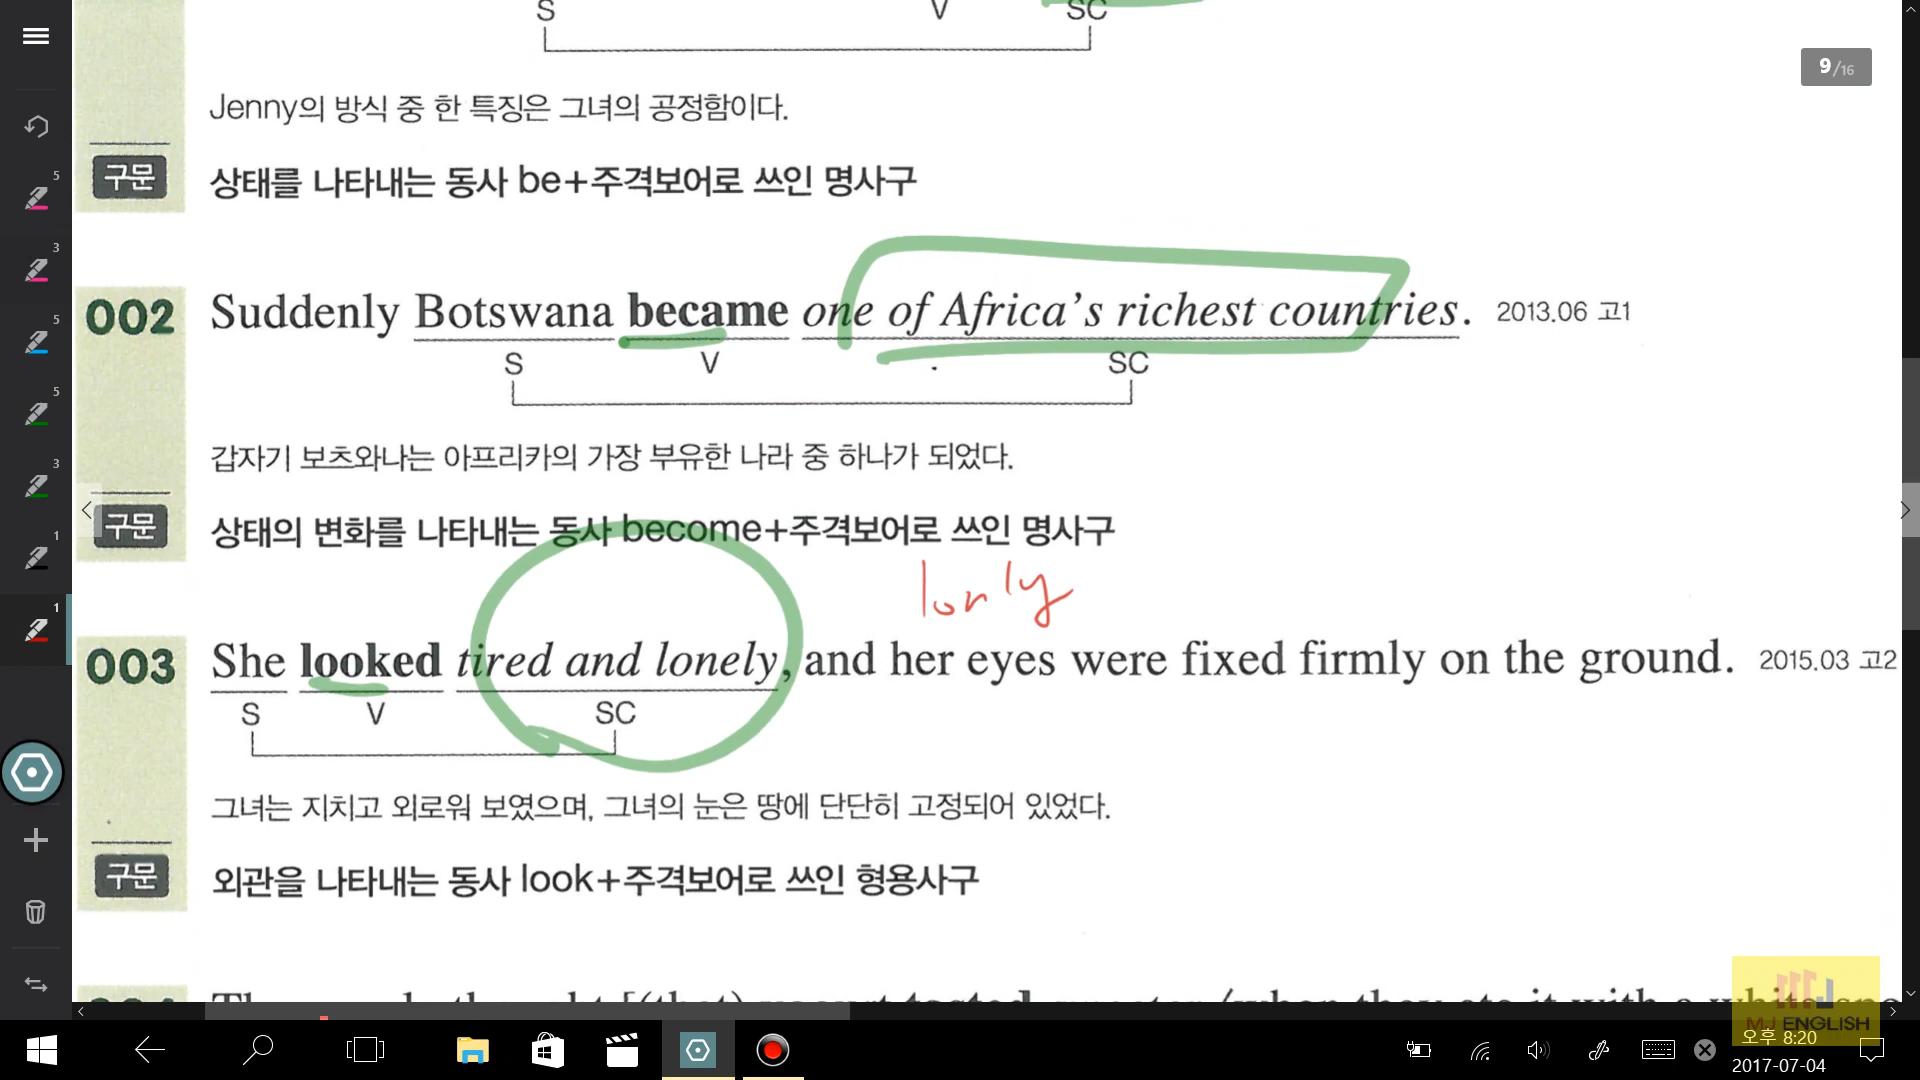 S V SC
9/16
Jenny의 방식 중 한 특징은 그녀의 공정함이다.
구문 상태를 나타내는 동사 be+주격보어로 쓰인 명사구
002 Suddenly Botswana became one of Africa's richest countries. 2013.06 고1
S V SC
갑자기 보츠와나는 아프리카의 가장 부유한 나라 중 하나가 되었다.
구문 상태의 변화를 나타내는 동사 become+주격보어로 쓰인 명사구
lonly
003 She looked tired and lonely, and her eyes were fixed firmly on the ground. 2015.03 고2
S V SC
그녀는 지치고 외로워 보였으며, 그녀의 눈은 땅에 단단히 고정되어 있었다.
구문 외관을 나타내는 동사 look+주격보어로 쓰인 형용사구
5
3
5
5
3
1
1
MJ ENGLISH
오후 8:20
2017-07-04